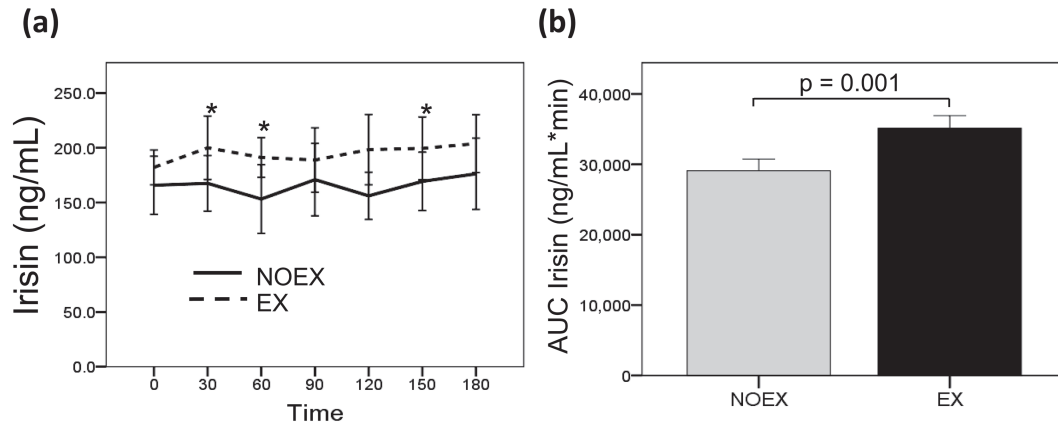 (a)
Irisin (ng/mL)
250.0
200.0
150.0
100.0
50.0
0.0
*
*
*
NOEX
EX
0 30 60 90 120 150 180
Time
(b)
AUC Irisin (ng/mL*min)
40,000
30,000
20,000
10,000
0
p = 0.001
NOEX EX